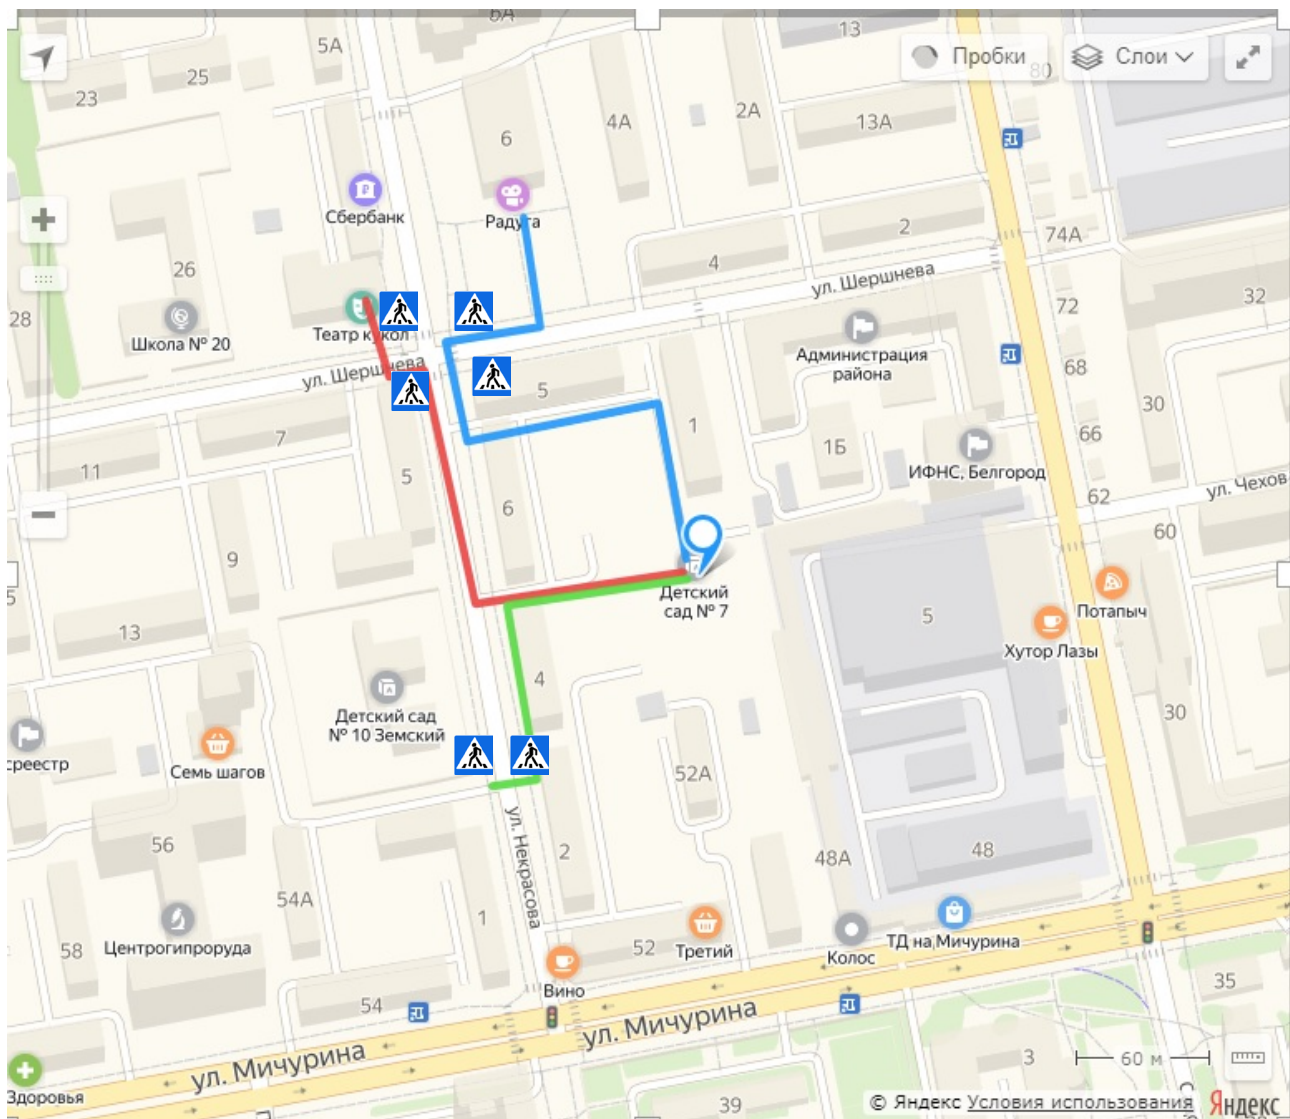 6А
13
5А
Пробки
80
Слои
25
23
4А
2А
13А
6
Сбербанк
Радуга
2
74А
26
4
ул. Шершнева
72
32
28
Школа № 20
Театр кукол
Администрация
района
ул. Шершнева
68
5
30
7
1
66
11
5
1Б
ИФНС, Белгород
62
ул. Чехов
6
60
9
Потапыч
5
Детский
сад № 7
5
13
Хутор Лазы
4
Детский сад
№ 10 Земский
30
среестр
Семь шагов
52А
ул. Некрасова
56
2
48А
48
54А
1
Центрогипроруда
58
52
Третий
Колос
ТД на Мичурина
Вино
35
54
ул. Мичурина
ул. Мичурина
3
60 м
Здоровья
39
© Яндекс Условия использования
Яндекс